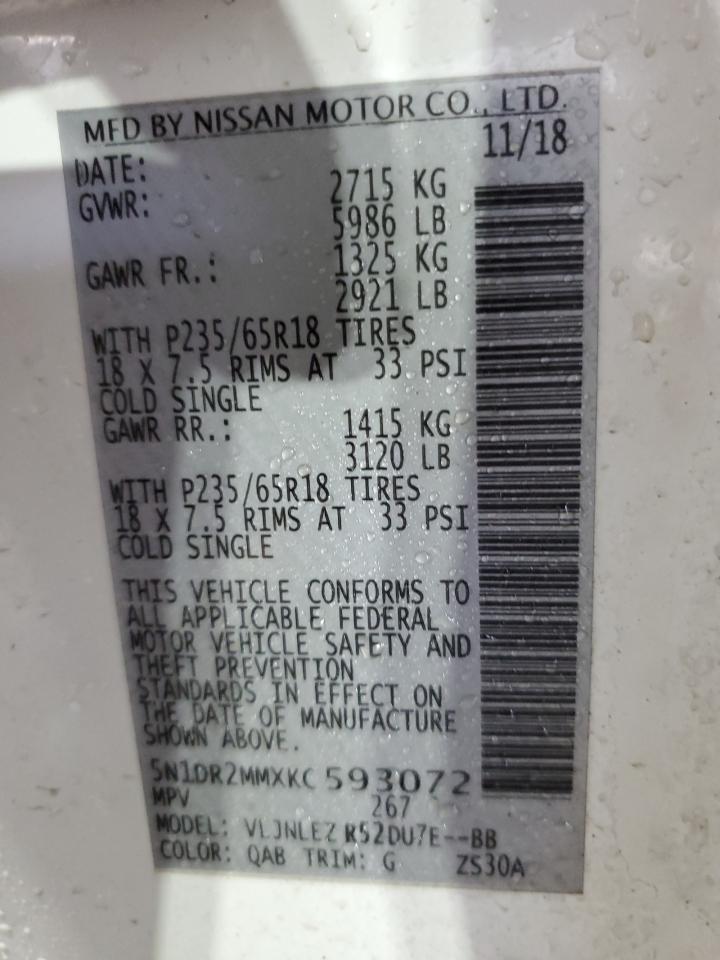 MFD BY NISSAN MOTOR CO., LTD.
DATE: 11/18
GVWR: 2715 KG
5986 LB
GAWR FR.: 1325 KG
2921 LB
WITH P235/65R18 TIRES
18 X 7.5 RIMS AT 33 PSI
COLD SINGLE
GAWR RR.: 1415 KG
3120 LB
WITH P235/65R18 TIRES
18 X 7.5 RIMS AT 33 PSI
COLD SINGLE
THIS VEHICLE CONFORMS TO
ALL APPLICABLE FEDERAL
MOTOR VEHICLE SAFETY AND
THEFT PREVENTION
STANDARDS IN EFFECT ON
THE DATE OF MANUFACTURE
SHOWN ABOVE.
5N1DR2MMXKC 593072
MPV 267
MODEL: VLJNLEZ R52DU7E--BB
COLOR: QAB TRIM: G ZS30A